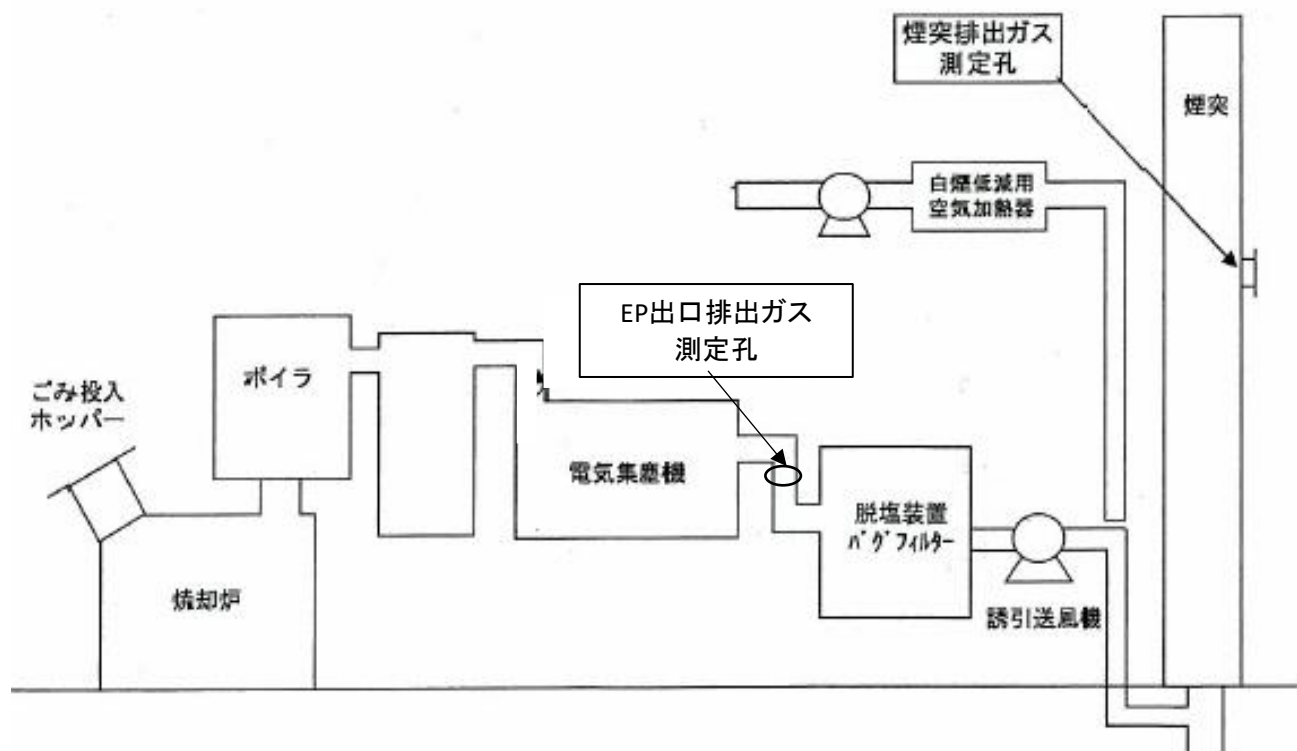 煙突排出ガス
測定孔
煙突
白煙低減用
空気加熱器
EP出口排出ガス
測定孔
ボイラ
ごみ投入
ホッパー
電気集塵機
脱塩装置
バグフィルター
焼却炉
誘引送風機